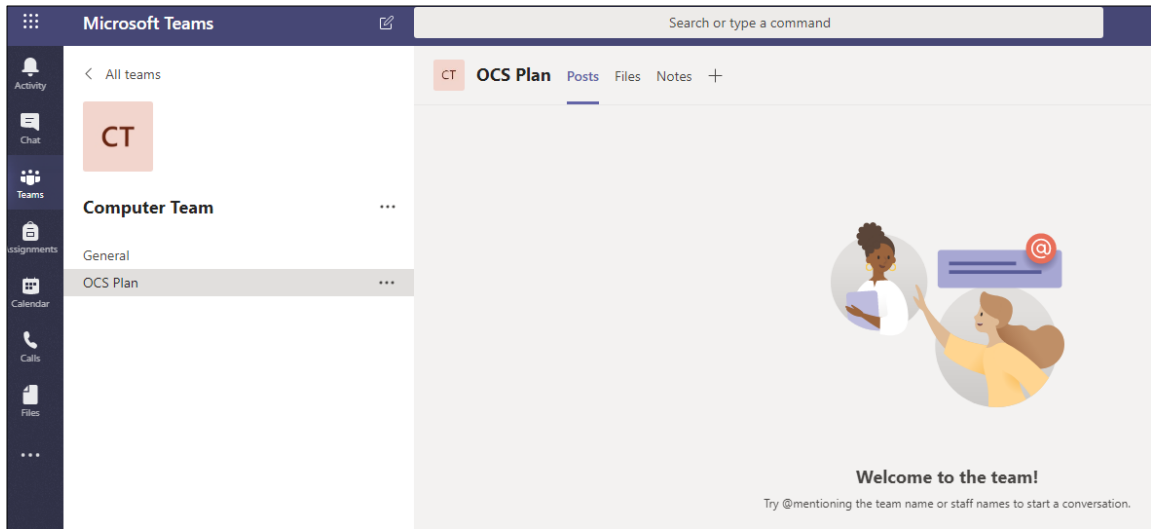 Microsoft Teams
Search or type a command
Activity
Chat
Teams
Assignments
Calendar
Calls
Files
All teams
CT
Computer Team
General
OCS Plan
CT OCS Plan Posts Files Notes
@
Welcome to the team!
Try @mentioning the team name or staff names to start a conversation.